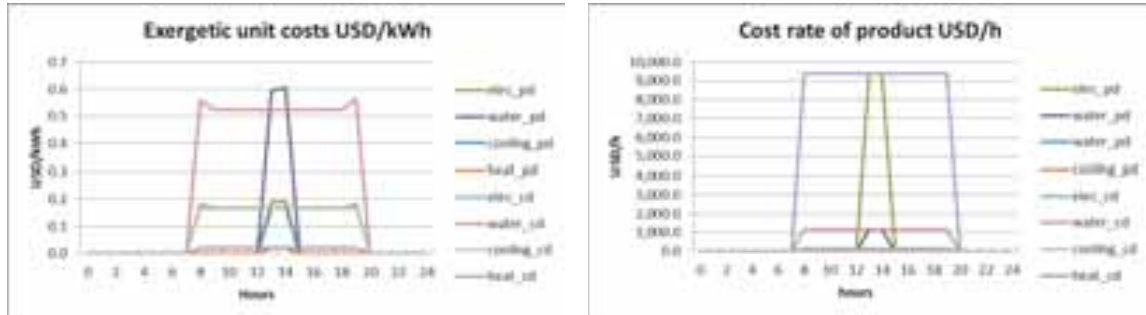 Exergetic unit costs USD/kWh
0.7
0.6
0.5
0.4
0.3
0.2
0.1
0.0
USD/kWh
0 2 4 6 8 10 12 14 16 18 20 22 24
Hours
elec_pd
water_pd
cooling_pd
heat_pd
elec_cd
water_cd
cooling_cd
heat_cd
Cost rate of product USD/h
10,000.0
9,000.0
8,000.0
7,000.0
6,000.0
5,000.0
4,000.0
3,000.0
2,000.0
1,000.0
0.0
USD/h
0 2 4 6 8 10 12 14 16 18 20 22 24
hours
elec_pd
water_pd
water_pd
cooling_pd
elec_cd
water_cd
cooling_cd
heat_cd